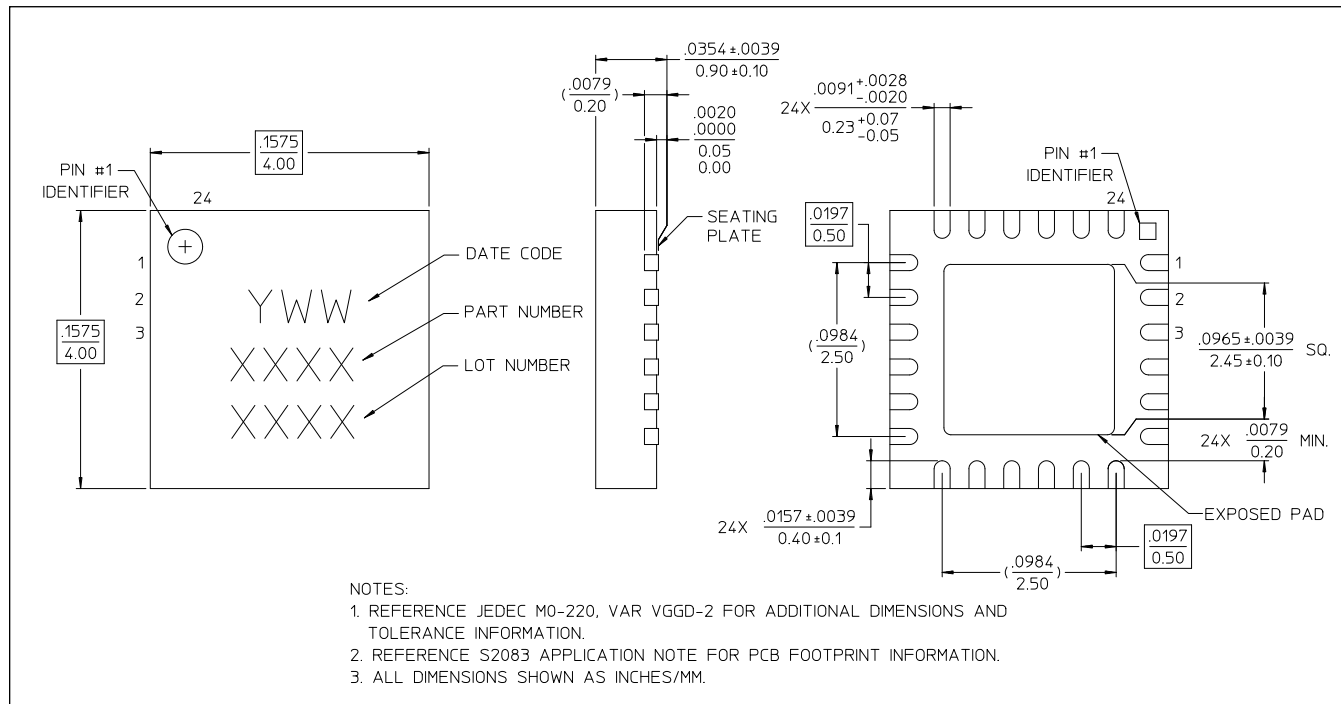 .1575
4.00
PIN #1
IDENTIFIER
24
1
2
3
.1575
4.00
DATE CODE
YWW
PART NUMBER
XXXX
LOT NUMBER
XXXX
.0354 ±.0039
0.90 ±0.10
(.0079
0.20)
.0020
.0000
0.05
0.00
SEATING
PLATE
24X .0091 +.0028 -.0020
0.23 +0.07 -0.05
PIN #1
IDENTIFIER
24
.0197
0.50
1
2
3
(.0984
2.50)
.0965±.0039
2.45±0.10 SQ.
24X .0079
0.20 MIN.
24X .0157 ±.0039
0.40 ±0.1
EXPOSED PAD
.0197
0.50
(.0984
2.50)
NOTES:
1. REFERENCE JEDEC MO-220, VAR VGGD-2 FOR ADDITIONAL DIMENSIONS AND
TOLERANCE INFORMATION.
2. REFERENCE S2083 APPLICATION NOTE FOR PCB FOOTPRINT INFORMATION.
3. ALL DIMENSIONS SHOWN AS INCHES/MM.